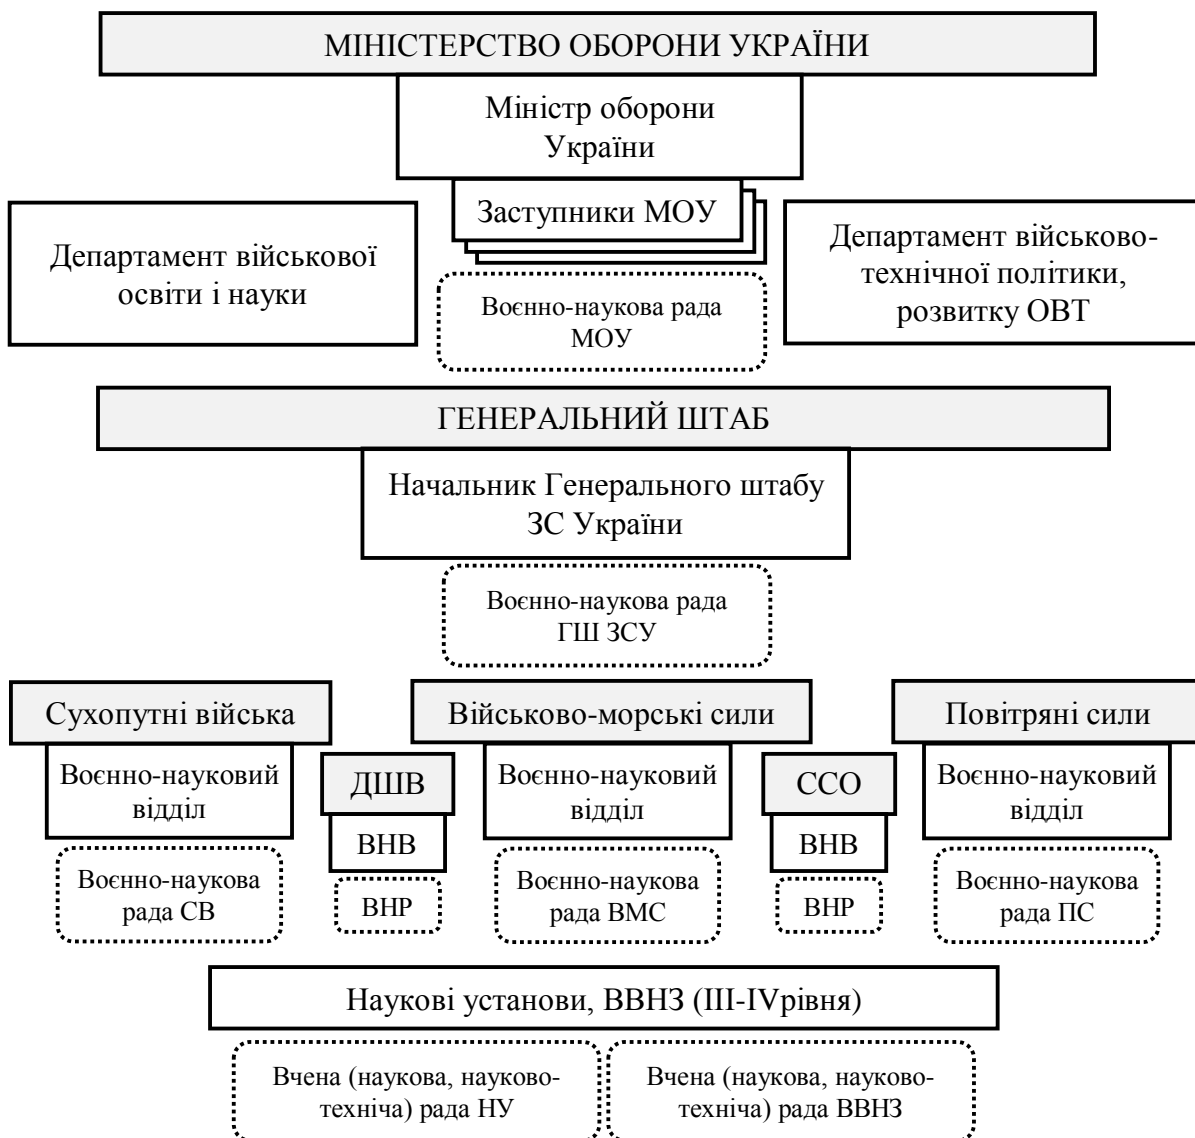 МІНІСТЕРСТВО ОБОРОНИ УКРАЇНИ
Міністр оборони
України
Заступники МОУ
Департамент військової
освіти і науки
Департамент військово-
технічної політики,
розвитку ОВТ
Воєнно-наукова рада
МОУ
ГЕНЕРАЛЬНИЙ ШТАБ
Начальник Генерального штабу
ЗС України
Воєнно-наукова рада
ГШ ЗСУ
Сухопутні війська
Військово-морські сили
Повітряні сили
Воєнно-науковий
відділ
ДШВ
Воєнно-науковий
відділ
ССО
Воєнно-науковий
відділ
ВНВ
ВНВ
Воєнно-наукова
рада СВ
ВНР
Воєнно-наукова
рада ВМС
ВНР
Воєнно-наукова
рада ПС
Наукові установи, ВВНЗ (ІІІ-ІVрівня)
Вчена (наукова, науково-
техніча) рада НУ
Вчена (наукова, науково-
техніча) рада ВВНЗ